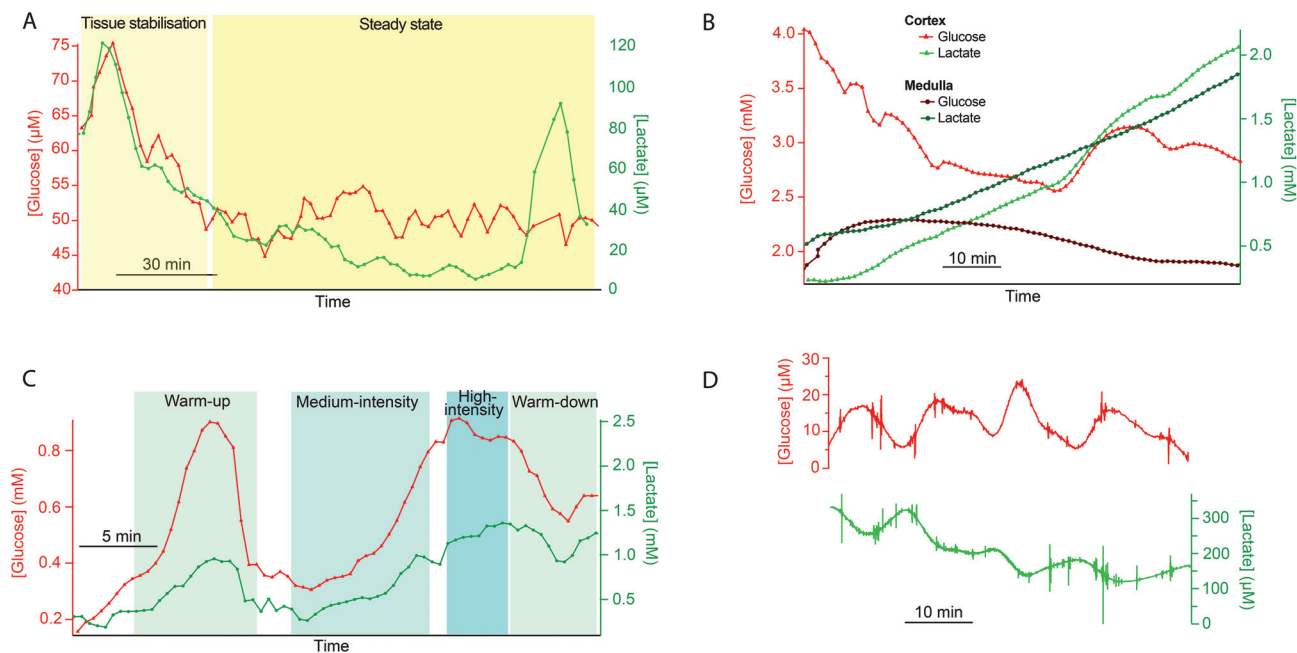 A
Tissue stabilisation
Steady state
75
70
65
60
55
50
45
40
[Glucose] (µM)
120
100
80
60
40
20
0
[Lactate] (µM)
30 min
Time
B
Cortex
Glucose
Lactate
Medulla
Glucose
Lactate
4.0
3.5
3.0
2.5
2.0
[Glncose] (mM)
2.0
1.5
1.0
0.5
[Lactate] (mM)
10 min
Time
C
Warm-up
Medium-intensity
High-
intensity
Warm-down
0.8
0.6
0.4
0.2
[Glucose] (mM)
2.5
2.0
1.5
1.0
0.5
[Lactate] (mM)
5 min
Time
D
30
20
10
0
[Glucose] (µM)
300
200
100
0
[Lactate] (µM)
10 min